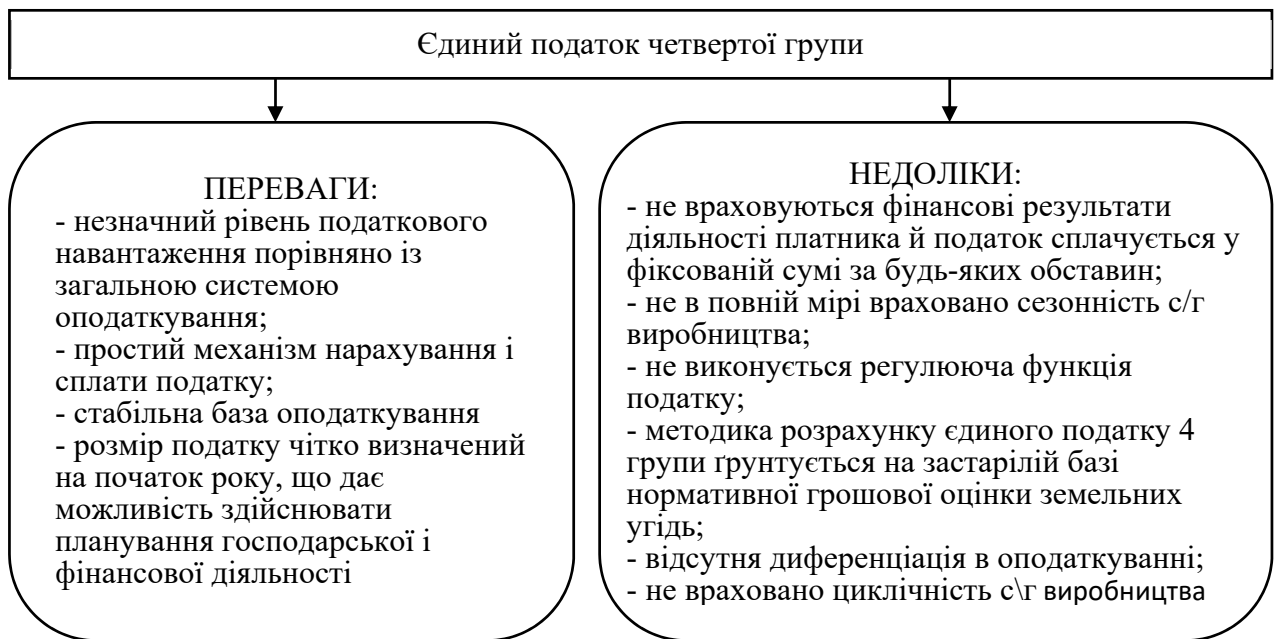 Єдиний податок четвертої групи
ПЕРЕВАГИ:
- незначний рівень податкового
навантаження порівняно із
загальною системою
оподаткування;
- простий механізм нарахування і
сплати податку;
- стабільна база оподаткування
- розмір податку чітко визначений
на початок року, що дає
можливість здійснювати
планування господарської і
фінансової діяльності
НЕДОЛІКИ:
- не враховуються фінансові результати
діяльності платника й податок сплачується у
фіксованій сумі за будь-яких обставин;
- не в повній мірі враховано сезонність с/г
виробництва;
- не виконується регулююча функція
податку;
- методика розрахунку єдиного податку 4
групи ґрунтується на застарілій базі
нормативної грошової оцінки земельних
угідь;
- відсутня диференціація в оподаткуванні;
- не враховано циклічність с\г виробництва